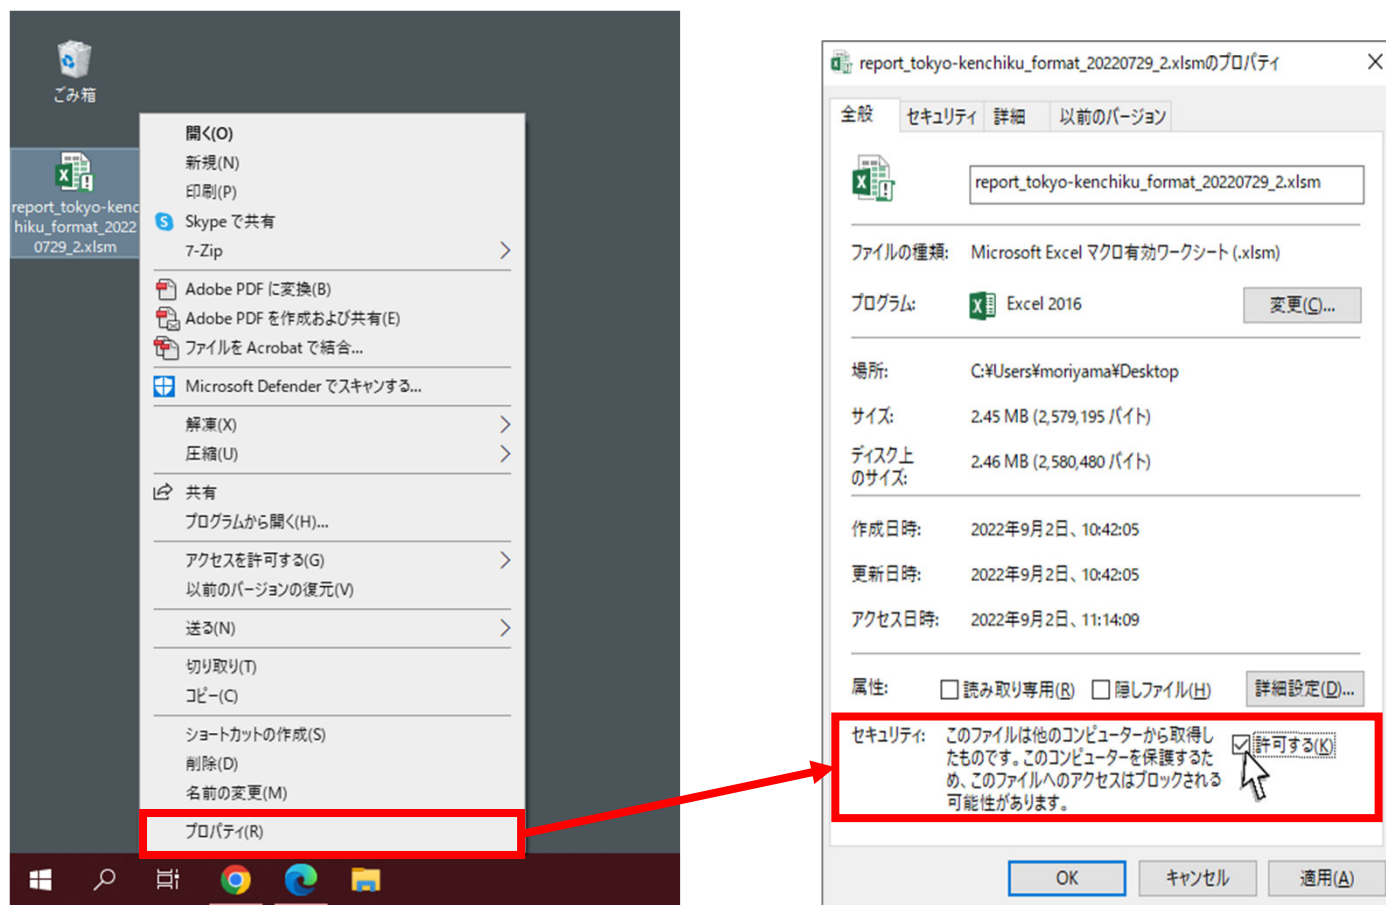 ごみ箱
report_tokyo-kenc
hiku_format_2022
0729_2.xlsm
開く(O)
新規(N)
印刷(P)
Skype で共有
7-Zip
Adobe PDF に変換(B)
Adobe PDF を作成および共有(E)
ファイルを Acrobat で結合...
Microsoft Defender でスキャンする...
解凍(X)
圧縮(U)
共有
プログラムから開く(H)...
アクセスを許可する(G)
以前のバージョンの復元(V)
送る(N)
切り取り(T)
コピー(C)
ショートカットの作成(S)
削除(D)
名前の変更(M)
プロパティ(R)
report_tokyo-kenchiku_format_20220729_2.xlsmのプロパティ
全般 セキュリティ 詳細 以前のバージョン
report_tokyo-kenchiku_format_20220729_2.xlsm
ファイルの種類: Microsoft Excel マクロ有効ワークシート (.xlsm)
プログラム: Excel 2016 変更(C)...
場所: C:¥Users¥moriyama¥Desktop
サイズ: 2.45 MB (2,579,195 バイト)
ディスク上
のサイズ: 2.46 MB (2,580,480 バイト)
作成日時: 2022年9月2日、10:42:05
更新日時: 2022年9月2日、10:42:05
アクセス日時: 2022年9月2日、11:14:09
属性: 読み取り専用(R) 隠しファイル(H) 詳細設定(D)...
セキュリティ: このファイルは他のコンピューターから取得し
たものです。このコンピューターを保護するた
め、このファイルへのアクセスはブロックされる
可能性があります。
許可する(K)
OK キャンセル 適用(A)